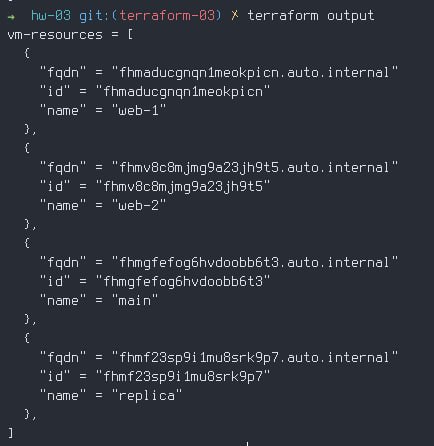 → hw-03 git:(terraform-03) ✗ terraform output
vm-resources = [
  {
    "fqdn" = "fhmaducgnqn1meokpicn.auto.internal"
    "id" = "fhmaducgnqn1meokpicn"
    "name" = "web-1"
  },
  {
    "fqdn" = "fhmv8c8mjmg9a23jh9t5.auto.internal"
    "id" = "fhmv8c8mjmg9a23jh9t5"
    "name" = "web-2"
  },
  {
    "fqdn" = "fhmgfefog6hvdoobb6t3.auto.internal"
    "id" = "fhmgfefog6hvdoobb6t3"
    "name" = "main"
  },
  {
    "fqdn" = "fhmf23sp9i1mu8srk9p7.auto.internal"
    "id" = "fhmf23sp9i1mu8srk9p7"
    "name" = "replica"
  },
]